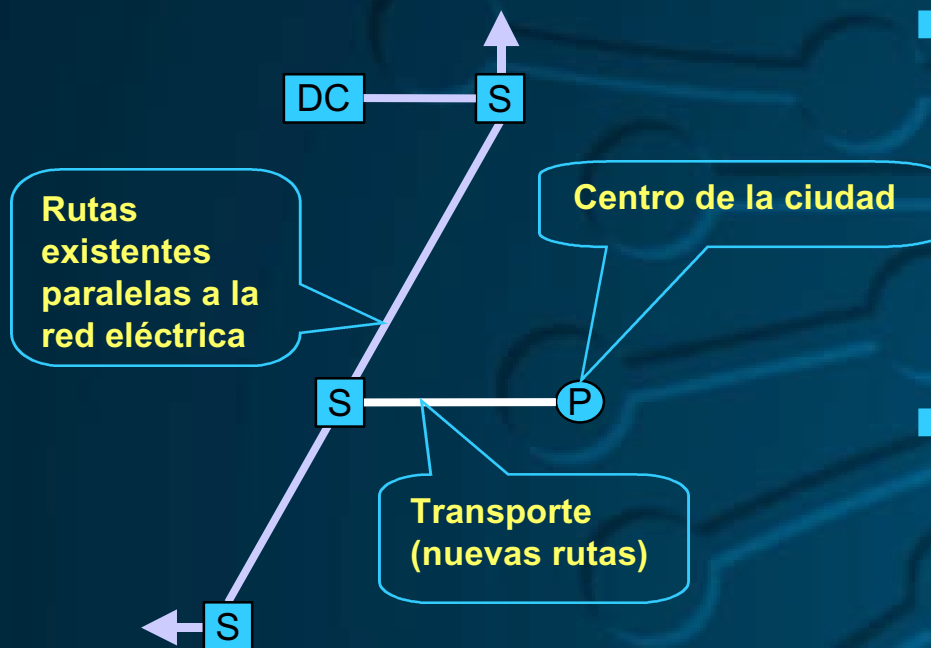 DC
S
Rutas
existentes
paralelas a la
red eléctrica
Centro de la ciudad
S
P
Transporte
(nuevas rutas)
S